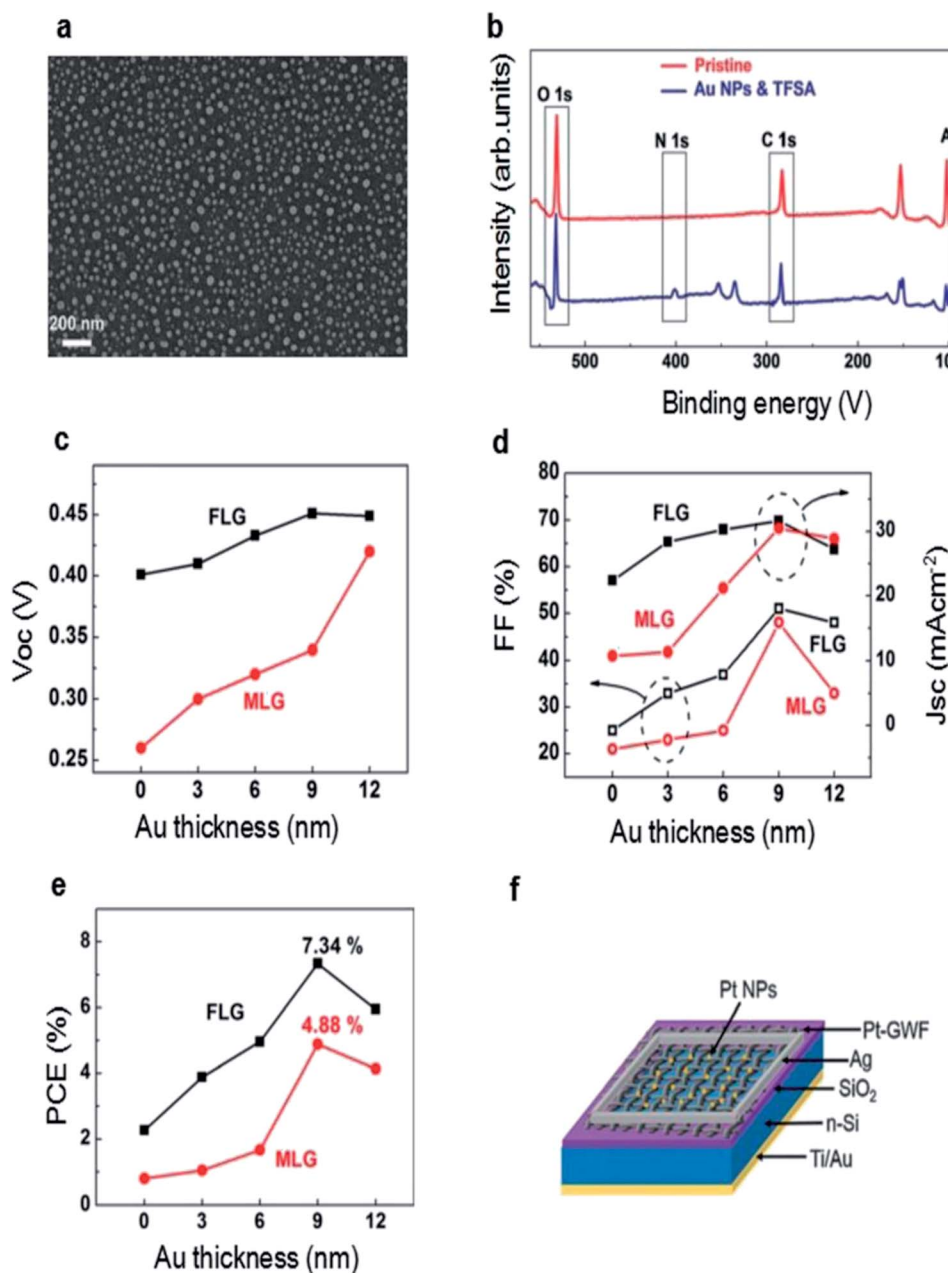 a
200 nm
b
Pristine
Au NPs & TFSA
O 1s
N 1s
C 1s
A
Intensity (arb.units)
500
400
300
200
100
Binding energy (V)
c
0.45
0.40
0.35
0.30
0.25
Voc (V)
FLG
MLG
0 3 6 9 12
Au thickness (nm)
d
80
70
60
50
40
30
20
FF (%)
30
20
10
0
Jsc (mAcm-2)
FLG
MLG
FLG
MLG
0 3 6 9 12
Au thickness (nm)
e
8
6
4
2
0
PCE (%)
7.34 %
FLG
4.88 %
MLG
0 3 6 9 12
Au thickness (nm)
f
Pt NPs
Pt-GWF
Ag
SiO2
n-Si
Ti/Au